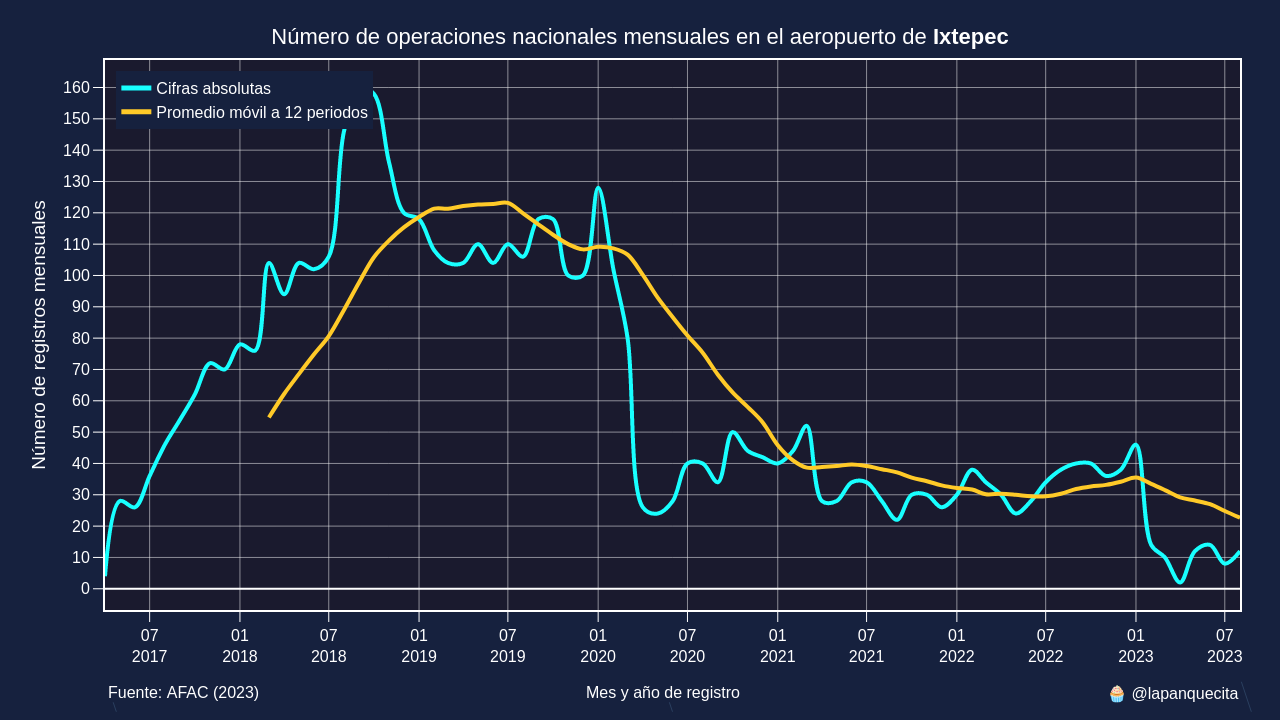 Número de operaciones nacionales mensuales en el aeropuerto de Ixtepec
Cifras absolutas
Promedio móvil a 12 periodos
Número de registros mensuales
160
150
140
130
120
110
100
90
80
70
60
50
40
30
20
10
0
07 01 07 01 07 01 07 01 07 01 07 01 07
2017 2018 2018 2019 2019 2020 2020 2021 2021 2022 2022 2023 2023
Fuente: AFAC (2023) Mes y año de registro 🧁 @lapanquecita